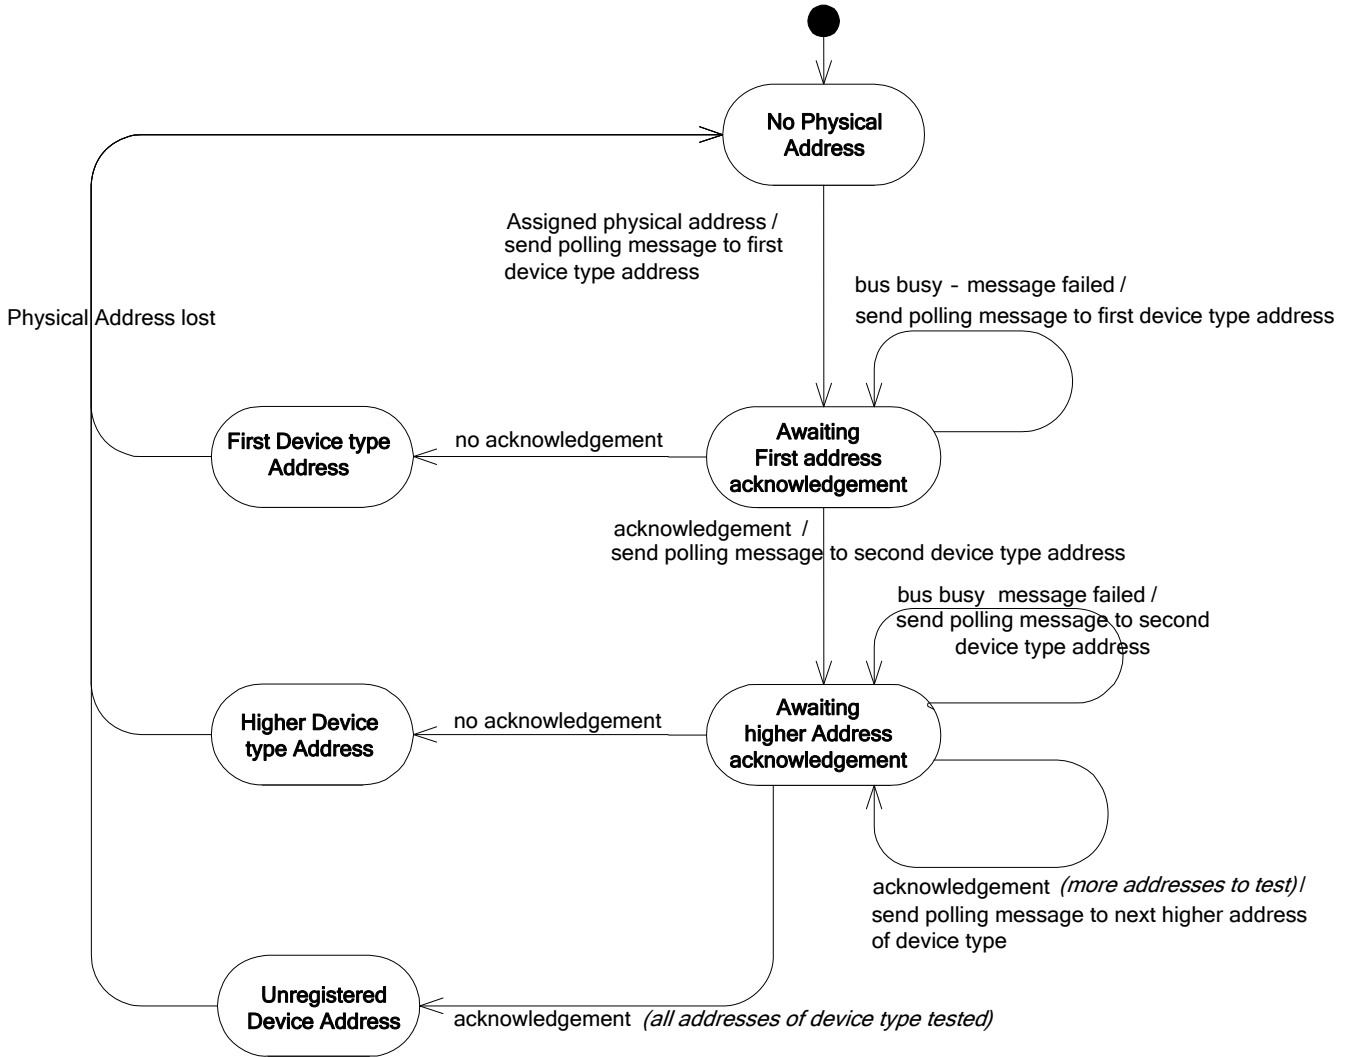 No Physical
Address
Assigned physical address /
send polling message to first
device type address
bus busy - message failed /
send polling message to first device type address
Physical Address lost
First Device type
Address
no acknowledgement
Awaiting
First address
acknowledgement
acknowledgement /
send polling message to second device type address
bus busy message failed /
send polling message to second
device type address
Higher Device
type Address
no acknowledgement
Awaiting
higher Address
acknowledgement
acknowledgement (more addresses to test)/
send polling message to next higher address
of device type
Unregistered
Device Address
acknowledgement (all addresses of device type tested)